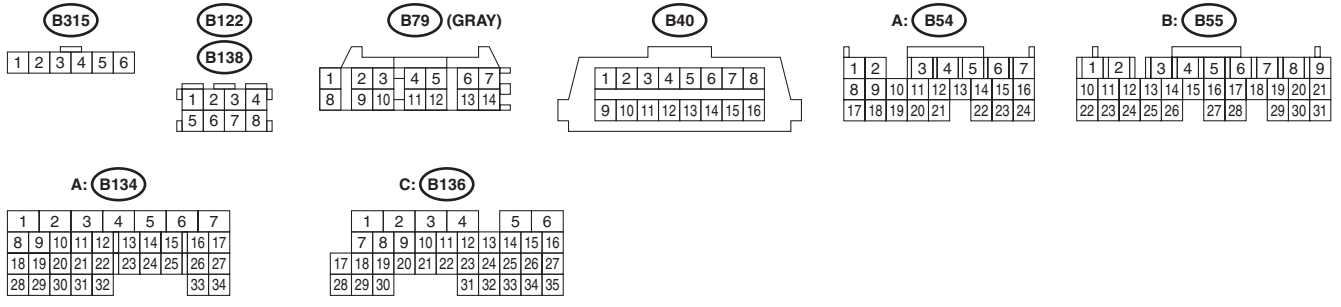 B315
1 2 3 4 5 6
B122
B138
1 2 3 4
5 6 7 8
B79 (GRAY)
1 2 3 4 5 6 7
8 9 10 11 12 13 14
B40
1 2 3 4 5 6 7 8
9 10 11 12 13 14 15 16
A: B54
1 2 3 4 5 6 7
8 9 10 11 12 13 14 15 16
17 18 19 20 21 22 23 24
B: B55
1 2 3 4 5 6 7 8 9
10 11 12 13 14 15 16 17 18 19 20 21
22 23 24 25 26 27 28 29 30 31
A: B134
1 2 3 4 5 6 7
8 9 10 11 12 13 14 15 16 17
18 19 20 21 22 23 24 25 26 27
28 29 30 31 32 33 34
C: B136
1 2 3 4 5 6
7 8 9 10 11 12 13 14 15 16
17 18 19 20 21 22 23 24 25 26 27
28 29 30 31 32 33 34 35